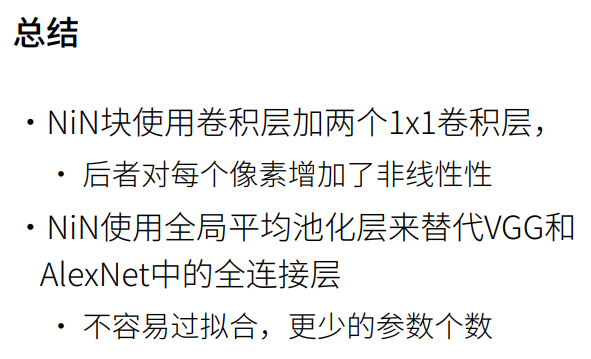 总结
• NiN块使用卷积层加两个1x1卷积层，
• 后者对每个像素增加了非线性性
• NiN使用全局平均池化层来替代VGG和
AlexNet中的全连接层
• 不容易过拟合，更少的参数个数